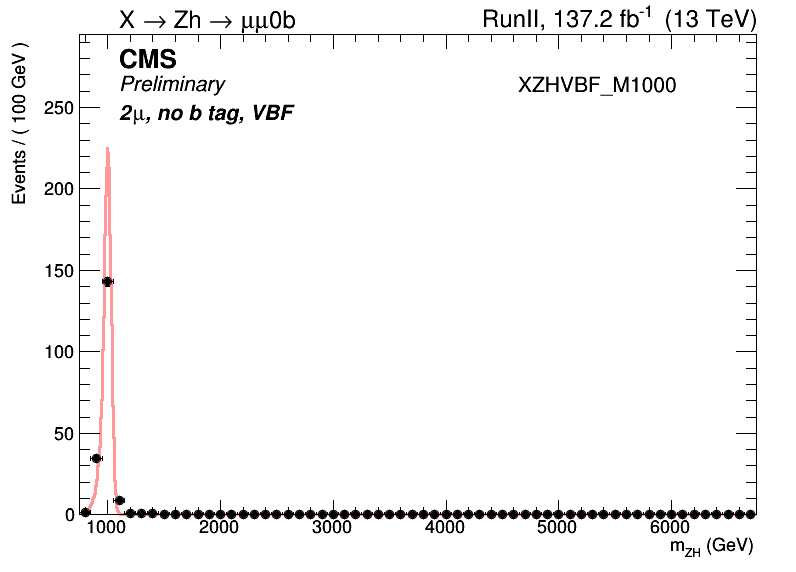 X → Zh → μμ0b
RunII, 137.2 fb-1 (13 TeV)
CMS
Preliminary
2μ, no b tag, VBF
XZHVBF_M1000
Events / ( 100 GeV )
250
200
150
100
50
0
1000 2000 3000 4000 5000 6000
mZH (GeV)